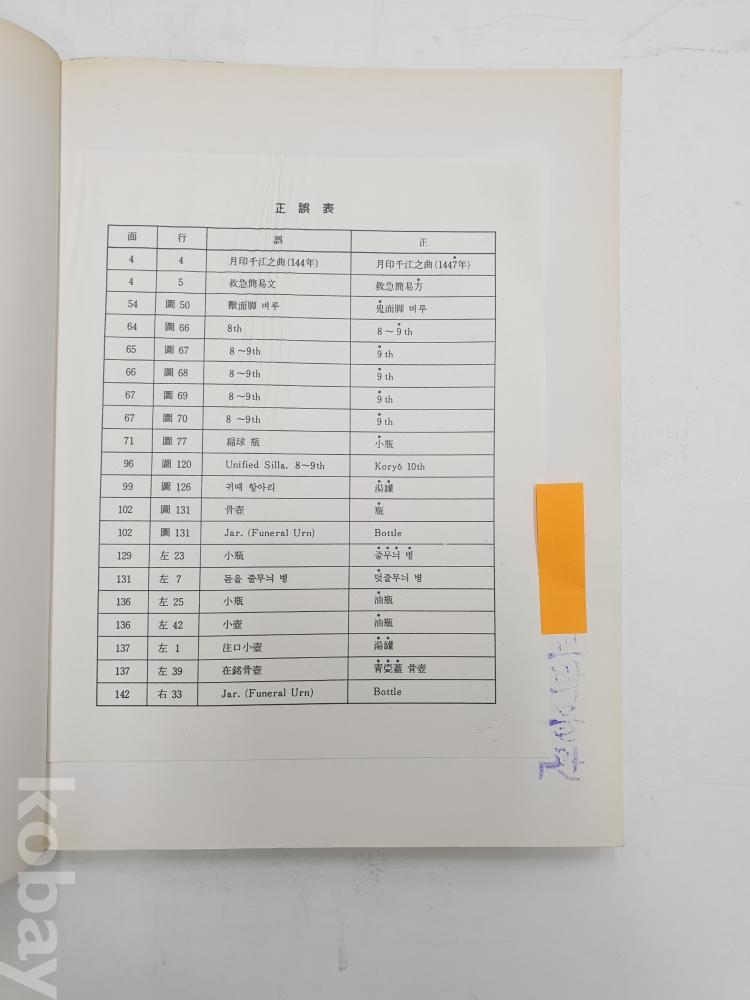 正 誤 表
面 行 誤 正
4 4 月印千江之曲(144年) 月印千江之曲(1447年)
4 5 救急簡易文 救急簡易方
54 圖 50 獸面脚 벼루 鬼面脚 벼루
64 圖 66 8th 8～9th
65 圖 67 8～9th 9th
66 圖 68 8～9th 9th
67 圖 69 8～9th 9th
67 圖 70 8～9th 9th
71 圖 77 扁球 瓶 小瓶
96 圖 120 Unified Silla. 8～9th Koryŏ 10th
99 圖 126 귀때 항아리 湯罐
102 圖 131 骨壺 瓶
102 圖 131 Jar. (Funeral Urn) Bottle
129 左 23 小瓶 줄무늬 병
131 左 7 돋을 줄무늬 병 덧줄무늬 병
136 左 25 小瓶 油瓶
136 左 42 小壺 油瓶
137 左 1 注口小壺 湯罐
137 左 39 在銘骨壺 青瓷蓋 骨壺
142 右 33 Jar. (Funeral Urn) Bottle
kobay